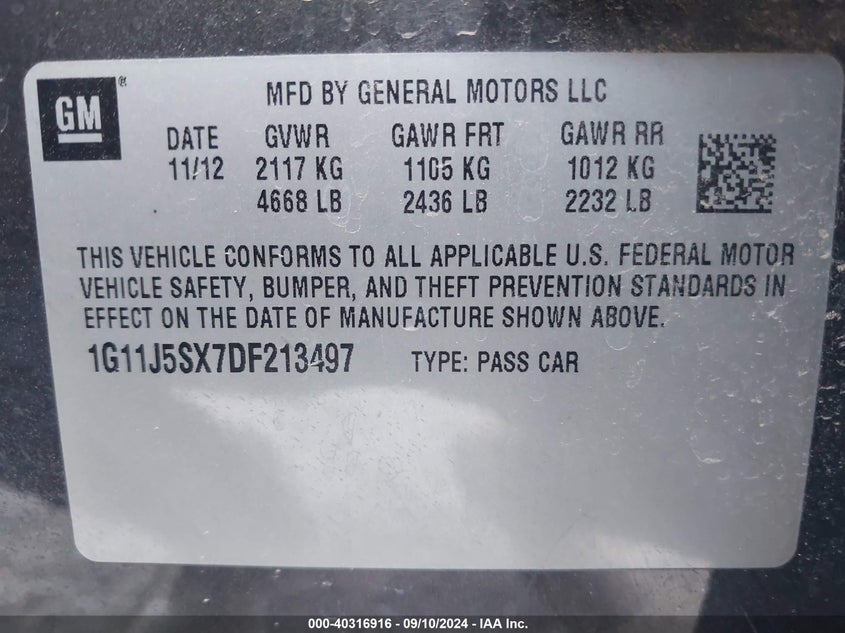 GM®
MFD BY GENERAL MOTORS LLC
DATE GVWR GAWR FRT GAWR RR
11/12 2117 KG 1105 KG 1012 KG
4668 LB 2436 LB 2232 LB
THIS VEHICLE CONFORMS TO ALL APPLICABLE U.S. FEDERAL MOTOR
VEHICLE SAFETY, BUMPER, AND THEFT PREVENTION STANDARDS IN
EFFECT ON THE DATE OF MANUFACTURE SHOWN ABOVE.
1G11J5SX7DF213497 TYPE: PASS CAR
000-40316916 - 09/10/2024 - IAA Inc.